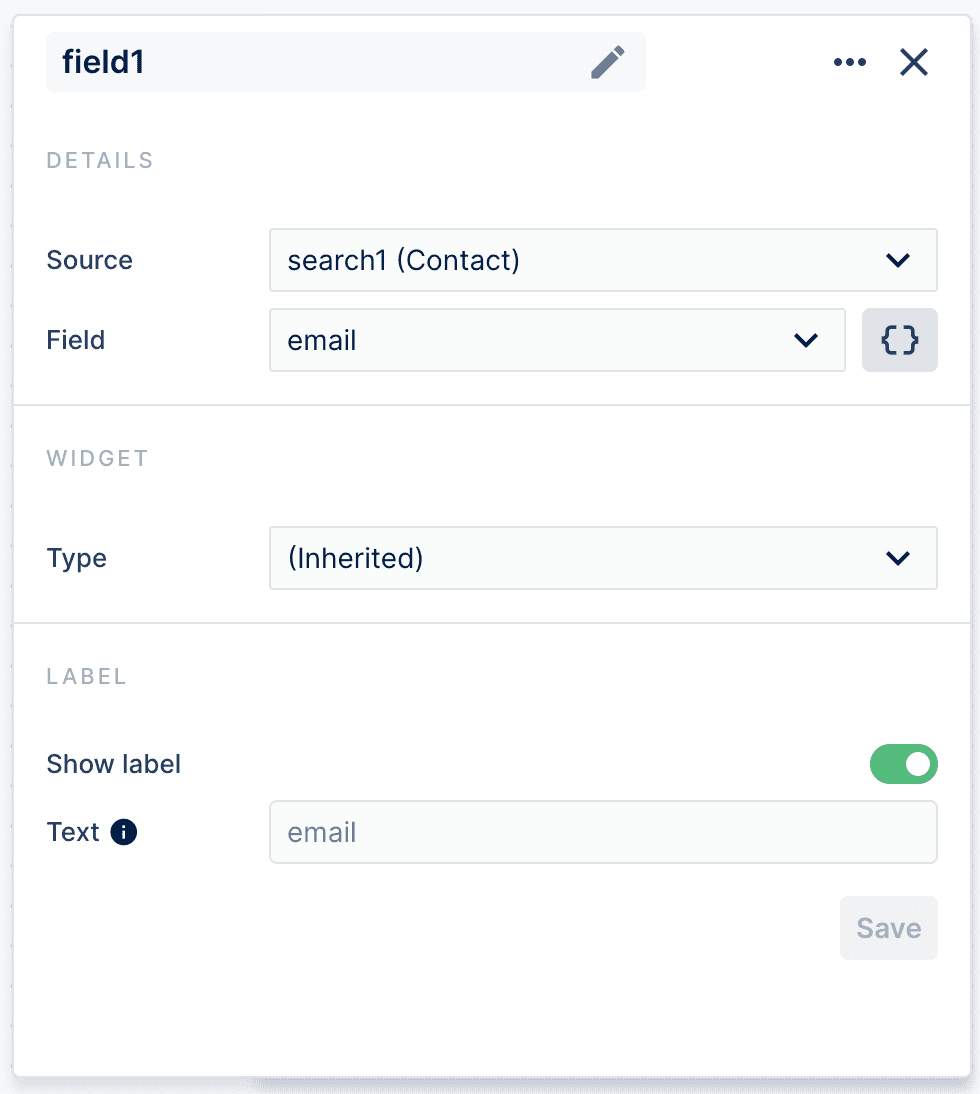 field1
DETAILS
Source search1 (Contact)
Field email {}
WIDGET
Type (Inherited)
LABEL
Show label
Text email
Save